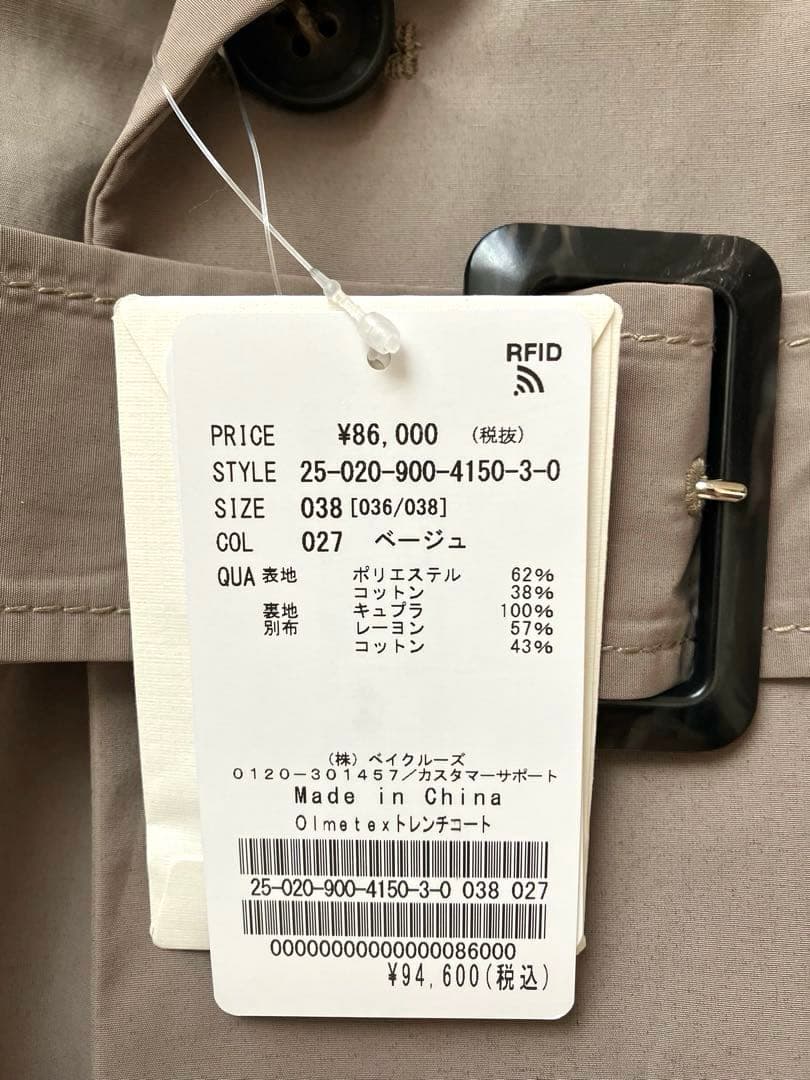 RFID
PRICE ¥86,000 (税抜)
STYLE 25-020-900-4150-3-0
SIZE 038[036/038]
COL 027 ベージュ
QUA 表地 ポリエステル 62%
コットン 38%
裏地 キュプラ 100%
別布 レーヨン 57%
コットン 43%
(株) ベイクルーズ
0120-301457/カスタマーサポート
Made in China
Olmetexトレンチコート
25-020-900-4150-3-0 038 027
00000000000000086000
¥94,600(税込)